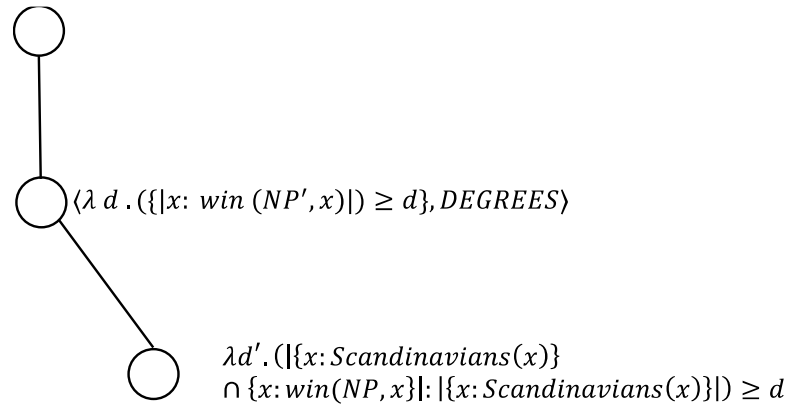 ⟨λ d . ({|x: win (NP′, x)|) ≥ d}, DEGREES⟩
λd′. (|{x: Scandinavians(x)}
∩ {x: win(NP, x}|: |{x: Scandinavians(x)}|) ≥ d